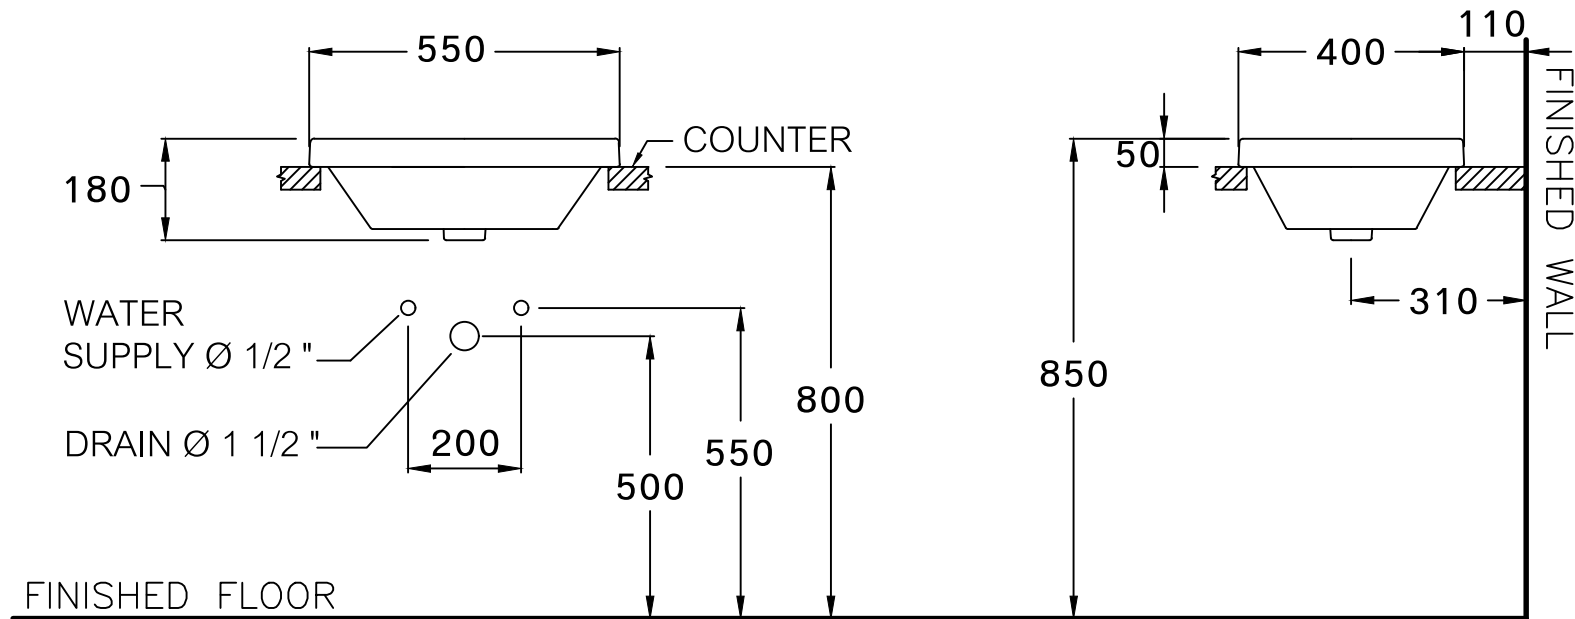 550
400
110
COUNTER
50
180
FINISHED WALL
WATER
SUPPLY Ø 1/2 "
310
850
800
DRAIN Ø 1 1/2 "
200
550
500
FINISHED FLOOR